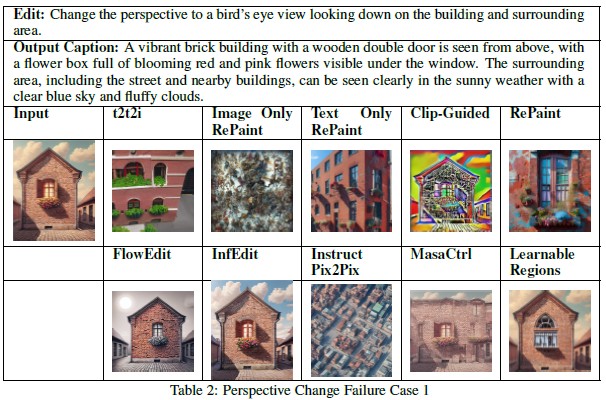 Edit: Change the perspective to a bird's eye view looking down on the building and surrounding
area.
Output Caption: A vibrant brick building with a wooden double door is seen from above, with
a flower box full of blooming red and pink flowers visible under the window. The surrounding
area, including the street and nearby buildings, can be seen clearly in the sunny weather with a
clear blue sky and fluffy clouds.
Input t2t2i Image Only Text Only Clip-Guided RePaint
RePaint RePaint
FlowEdit InfEdit Instruct MasaCtrl Learnable
Pix2Pix Regions
Table 2: Perspective Change Failure Case 1